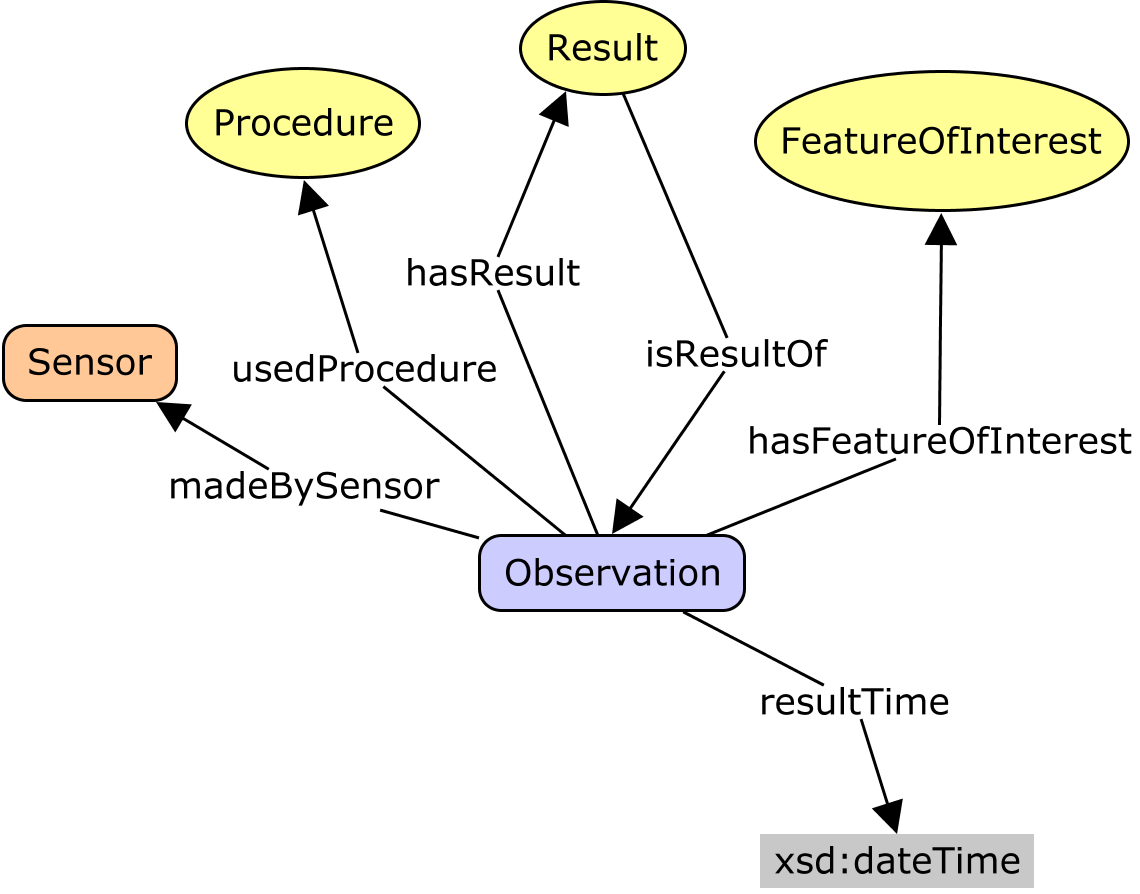 Result
Procedure
FeatureOfInterest
hasResult
isResultOf
Sensor
usedProcedure
hasFeatureOfInterest
madeBySensor
Observation
resultTime
xsd:dateTime